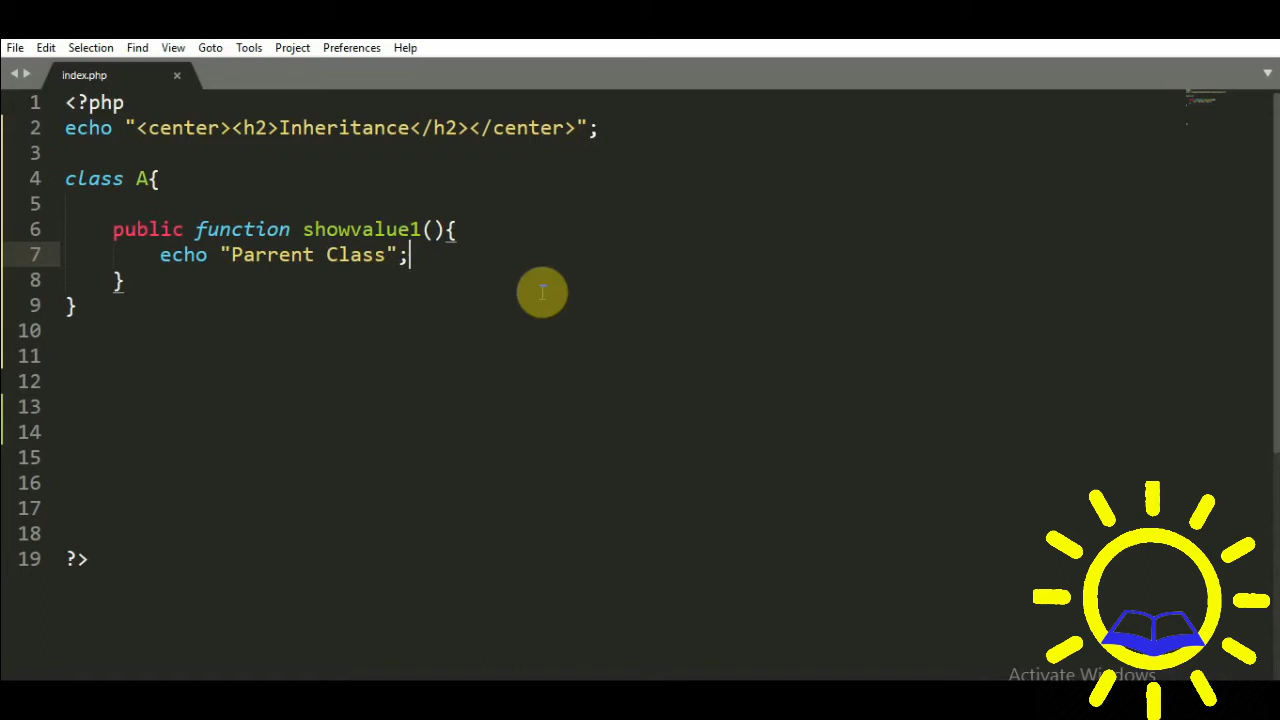 File Edit Selection Find View Goto Tools Project Preferences Help
index.php ×
1 <?php
2 echo "<center><h2>Inheritance</h2></center>";
3
4 class A{
5
6 public function showvalue1(){
7 echo "Parrent Class";
8 }
9 }
10
11
12
13
14
15
16
17
18
19 ?>
Activate Windows